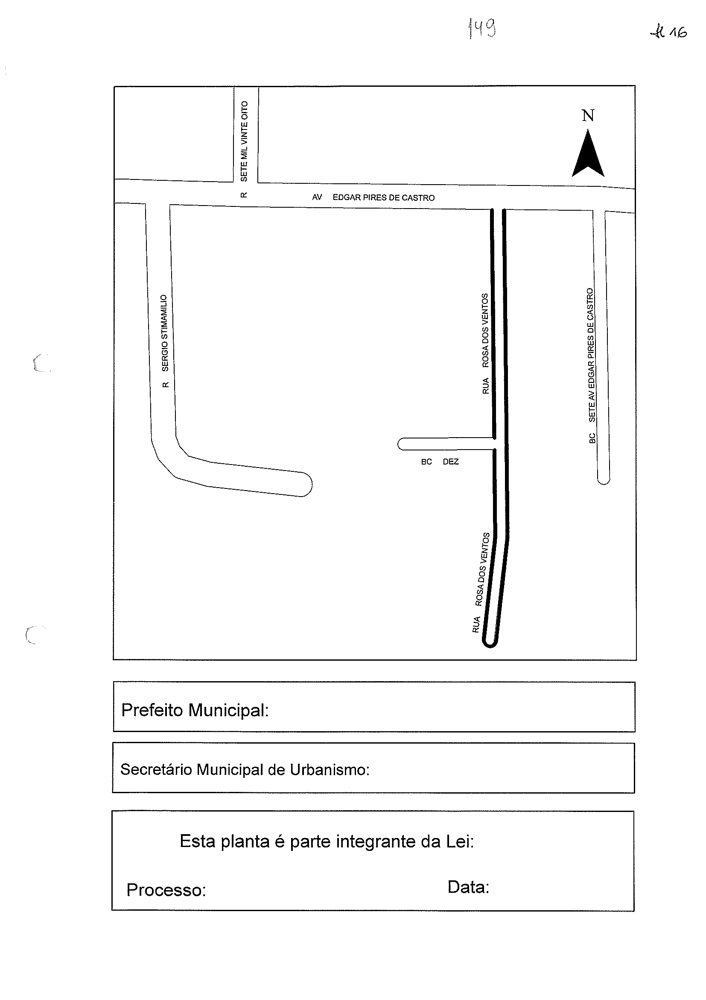 149
fl 16
N
R SETE MIL VINTE OITO
AV EDGAR PIRES DE CASTRO
R SERGIO STIMAMILIO
RUA ROSA DOS VENTOS
BC SETE AV EDGAR PIRES DE CASTRO
BC DEZ
RUA ROSA DOS VENTOS
Prefeito Municipal:
Secretário Municipal de Urbanismo:
Esta planta é parte integrante da Lei:
Processo: Data: